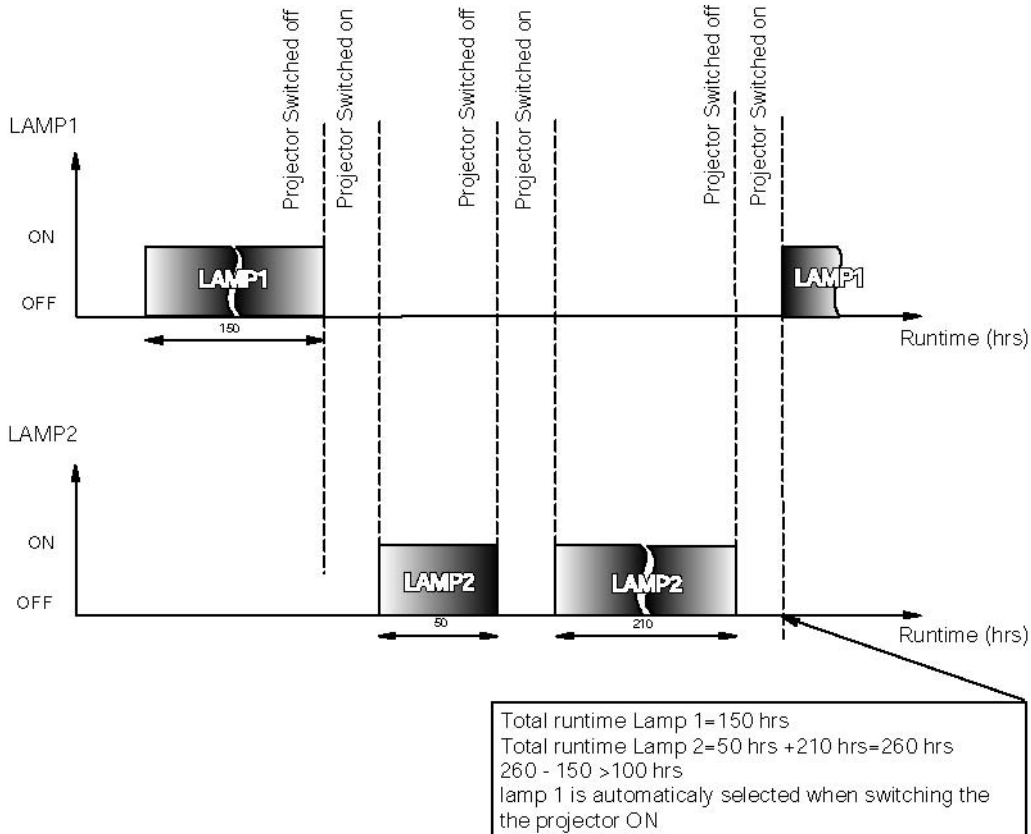 Projector Switched off
Projector Switched on
Projector Switched off
Projector Switched on
Projector Switched off
Projector Switched on
LAMP1
ON
OFF
LAMP1
LAMP1
150
Runtime (hrs)
LAMP2
ON
OFF
LAMP2
LAMP2
50
210
Runtime (hrs)
Total runtime Lamp 1=150 hrs
Total runtime Lamp 2=50 hrs +210 hrs=260 hrs
260 - 150 >100 hrs
lamp 1 is automaticaly selected when switching the
the projector ON